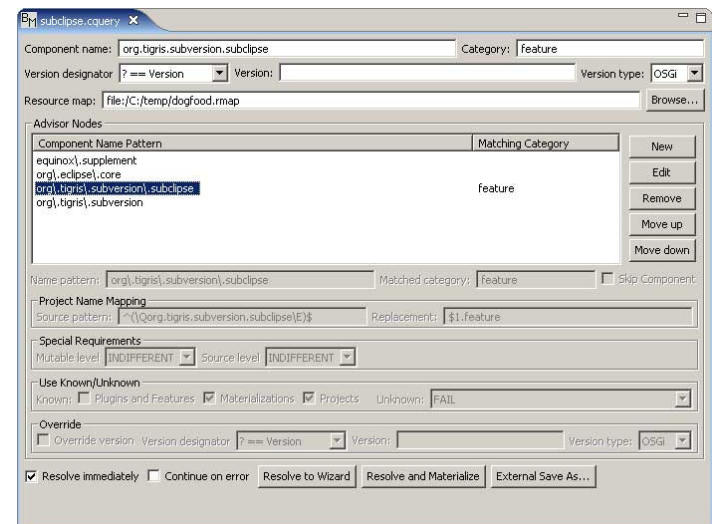 BM subclipse.cquery
Component name: org.tigris.subversion.subclipse Category: feature
Version designator ? == Version Version: Version type: OSGi
Resource map: file:/C:/temp/dogfood.rmap Browse...
Advisor Nodes
Component Name Pattern Matching Category New
equinox\.supplement
org\.eclipse\.core Edit
org\.tigris\.subversion\.subclipse feature
org\.tigris\.subversion Remove
Move up
Move down
Name pattern: org\.tigris\.subversion\.subclipse Matched category: feature Skip Component
Project Name Mapping
Source pattern: ^(\Qorg.tigris.subversion.subclipse\E)$ Replacement: $1.feature
Special Requirements
Mutable level INDIFFERENT Source level INDIFFERENT
Use Known/Unknown
Known: Plugins and Features Materializations Projects Unknown: FAIL
Override
Override version Version designator ? == Version Version: Version type: OSGi
Resolve immediately Continue on error Resolve to Wizard Resolve and Materialize External Save As...